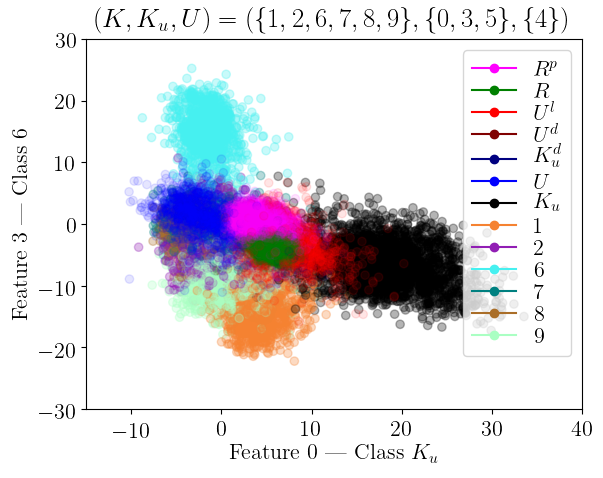 (K, K_u, U) = ({1, 2, 6, 7, 8, 9}, {0, 3, 5}, {4})
30
20
10
0
−10
−20
−30
Feature 3 — Class 6
R^p
R
U^l
U^d
K_u^d
U
K_u
1
2
6
7
8
9
−10
0
10
20
30
40
Feature 0 — Class K_u